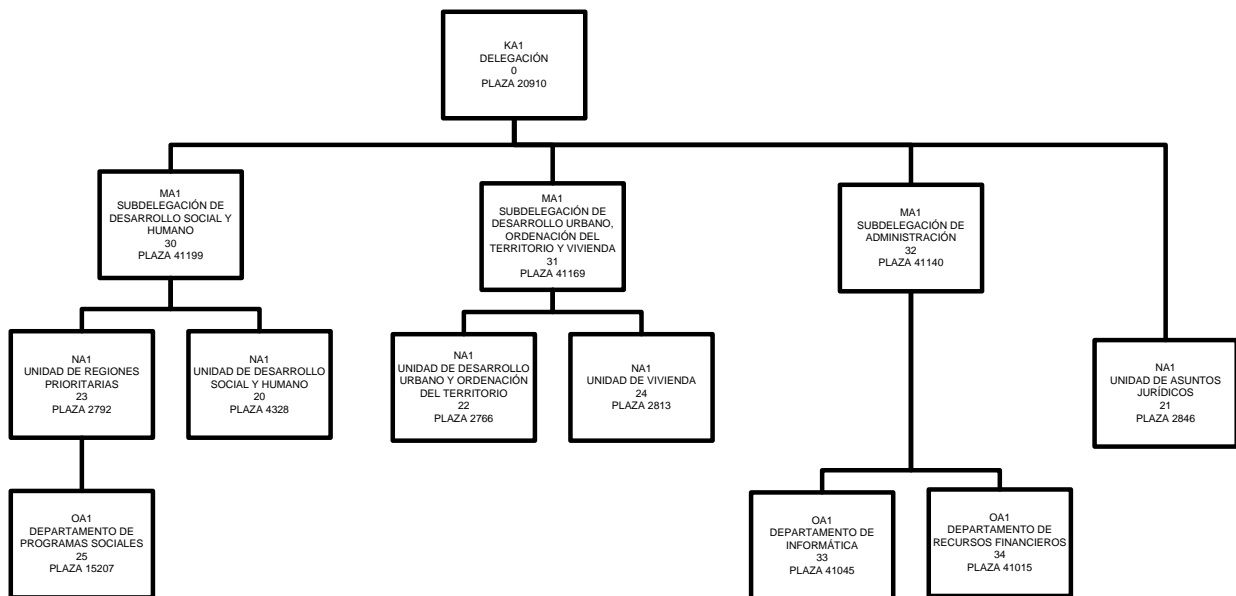 KA1
DELEGACIÓN
0
PLAZA 20910
MA1
SUBDELEGACIÓN DE
DESARROLLO SOCIAL Y
HUMANO
30
PLAZA 41199
MA1
SUBDELEGACIÓN DE
DESARROLLO URBANO,
ORDENACIÓN DEL
TERRITORIO Y VIVIENDA
31
PLAZA 41169
MA1
SUBDELEGACIÓN DE
ADMINISTRACIÓN
32
PLAZA 41140
NA1
UNIDAD DE REGIONES
PRIORITARIAS
23
PLAZA 2792
NA1
UNIDAD DE DESARROLLO
SOCIAL Y HUMANO
20
PLAZA 4328
NA1
UNIDAD DE DESARROLLO
URBANO Y ORDENACIÓN
DEL TERRITORIO
22
PLAZA 2766
NA1
UNIDAD DE VIVIENDA
24
PLAZA 2813
NA1
UNIDAD DE ASUNTOS
JURÍDICOS
21
PLAZA 2846
OA1
DEPARTAMENTO DE
PROGRAMAS SOCIALES
25
PLAZA 15207
OA1
DEPARTAMENTO DE
INFORMÁTICA
33
PLAZA 41045
OA1
DEPARTAMENTO DE
RECURSOS FINANCIEROS
34
PLAZA 41015